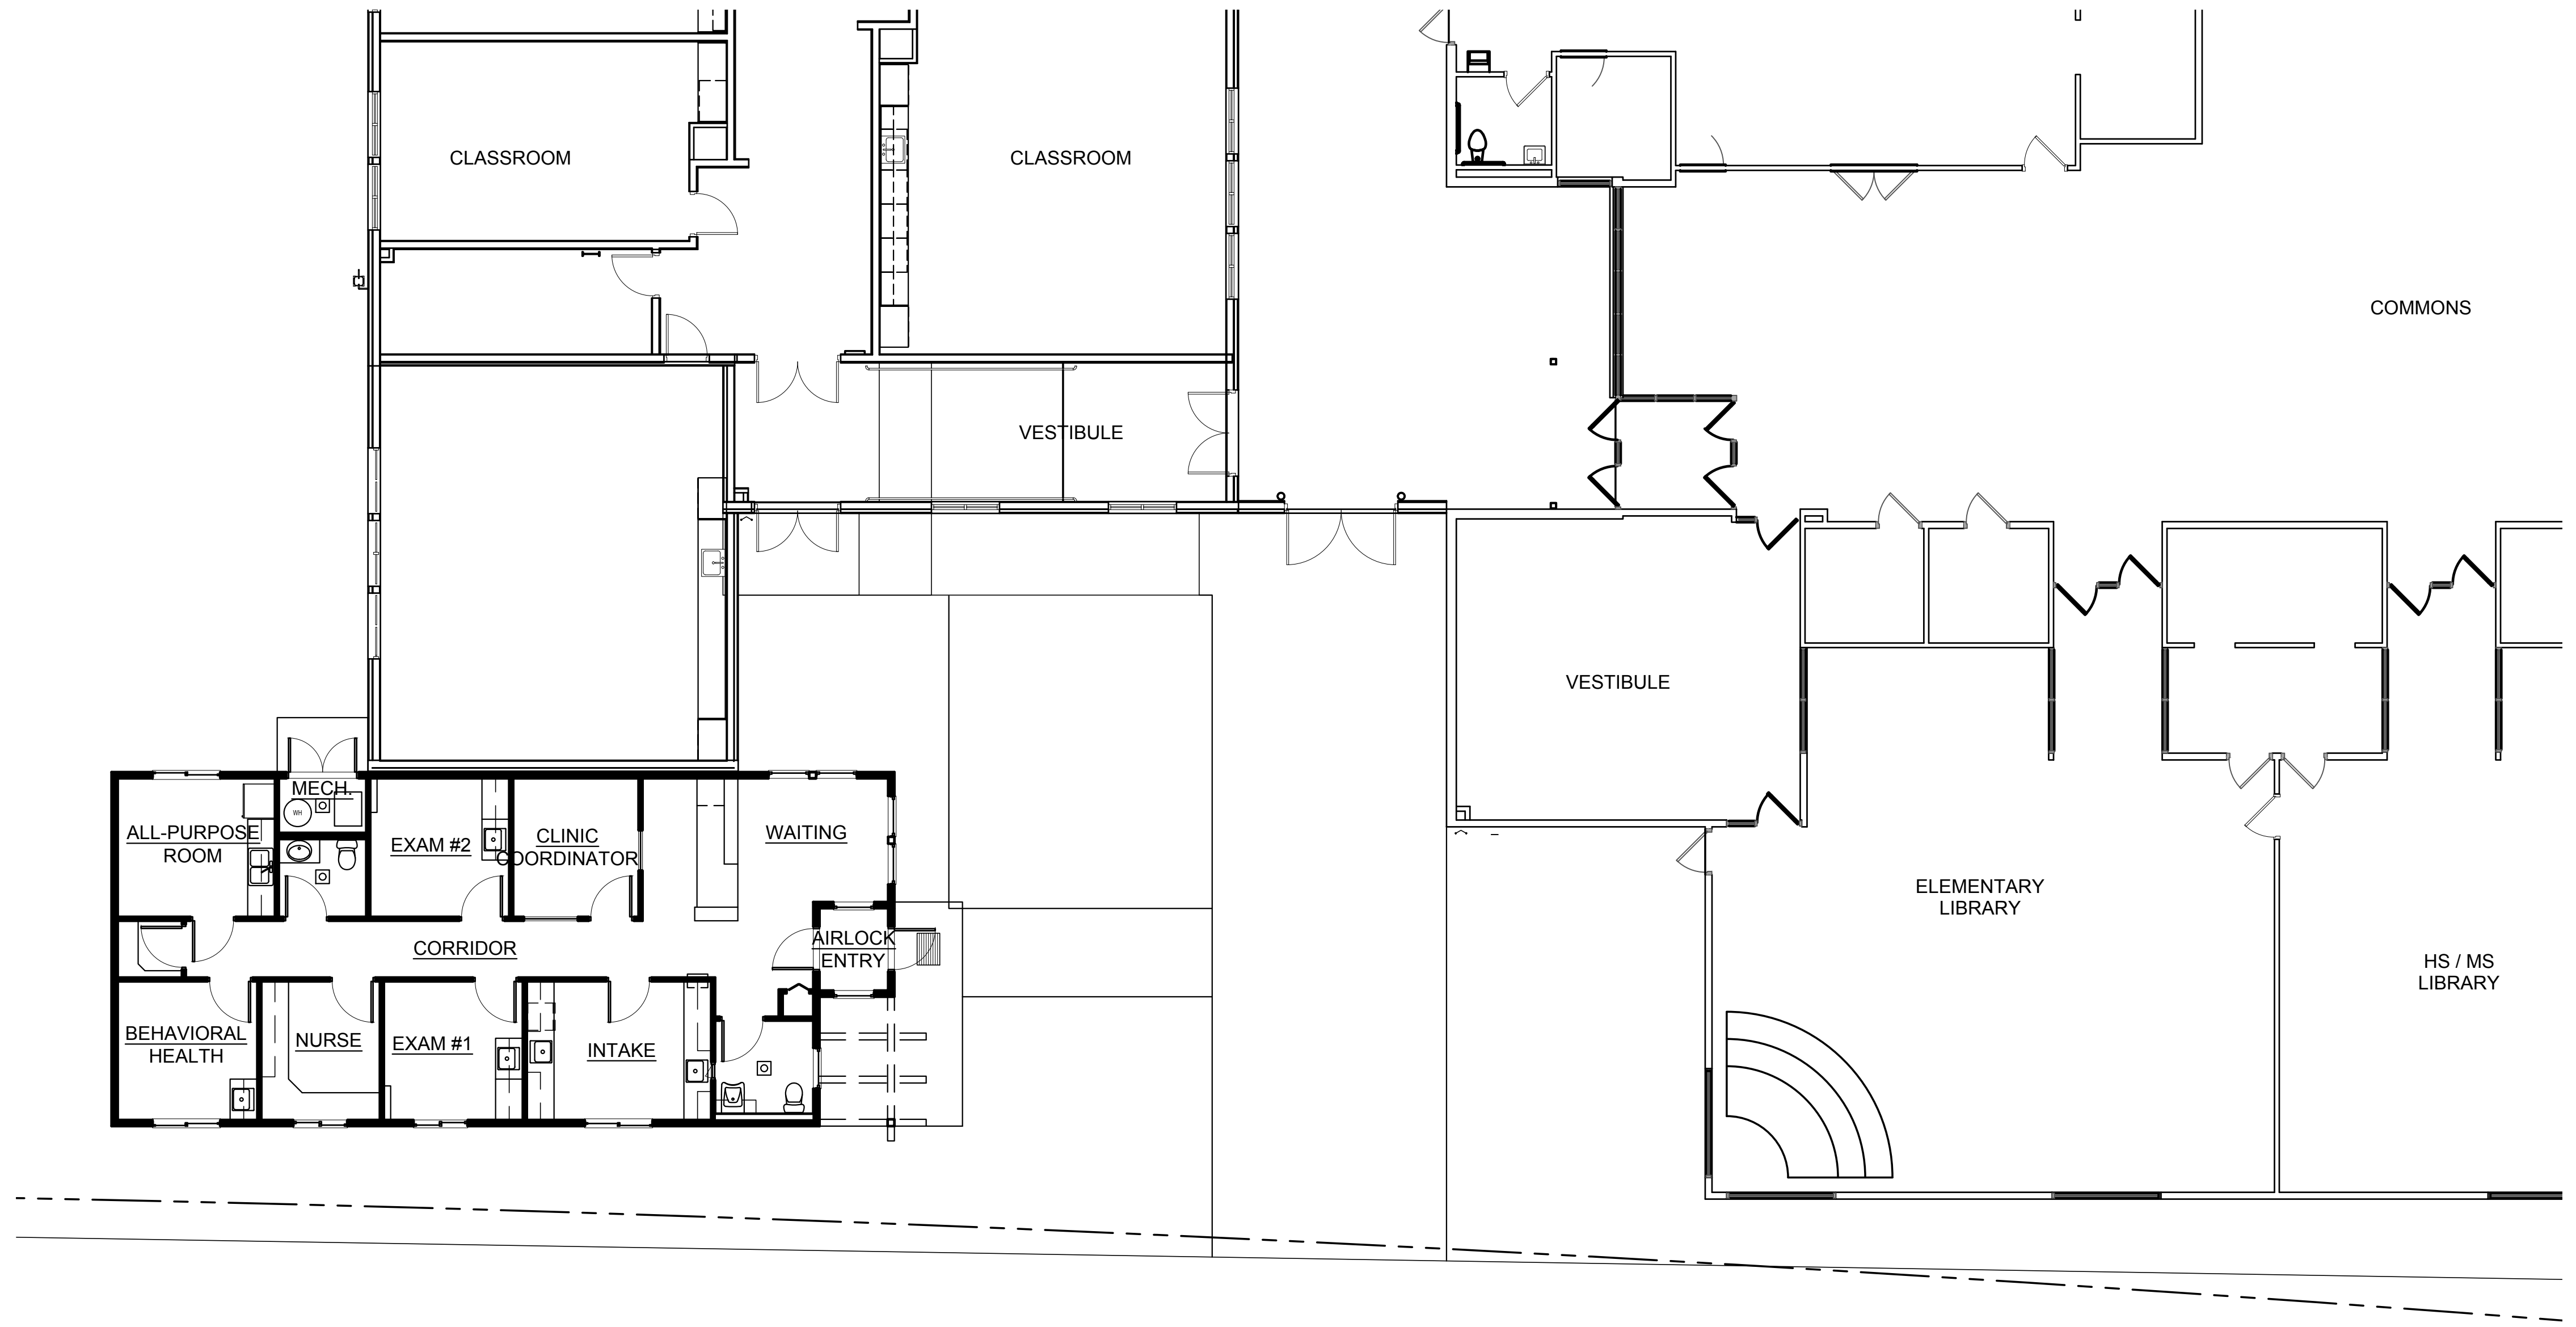 CLASSROOM
CLASSROOM
COMMONS
VESTIBULE
VESTIBULE
MECH.
WH
ALL-PURPOSE
ROOM
EXAM #2
CLINIC
COORDINATOR
WAITING
ELEMENTARY
LIBRARY
CORRIDOR
AIRLOCK
ENTRY
HS / MS
LIBRARY
BEHAVIORAL
HEALTH
NURSE
EXAM #1
INTAKE